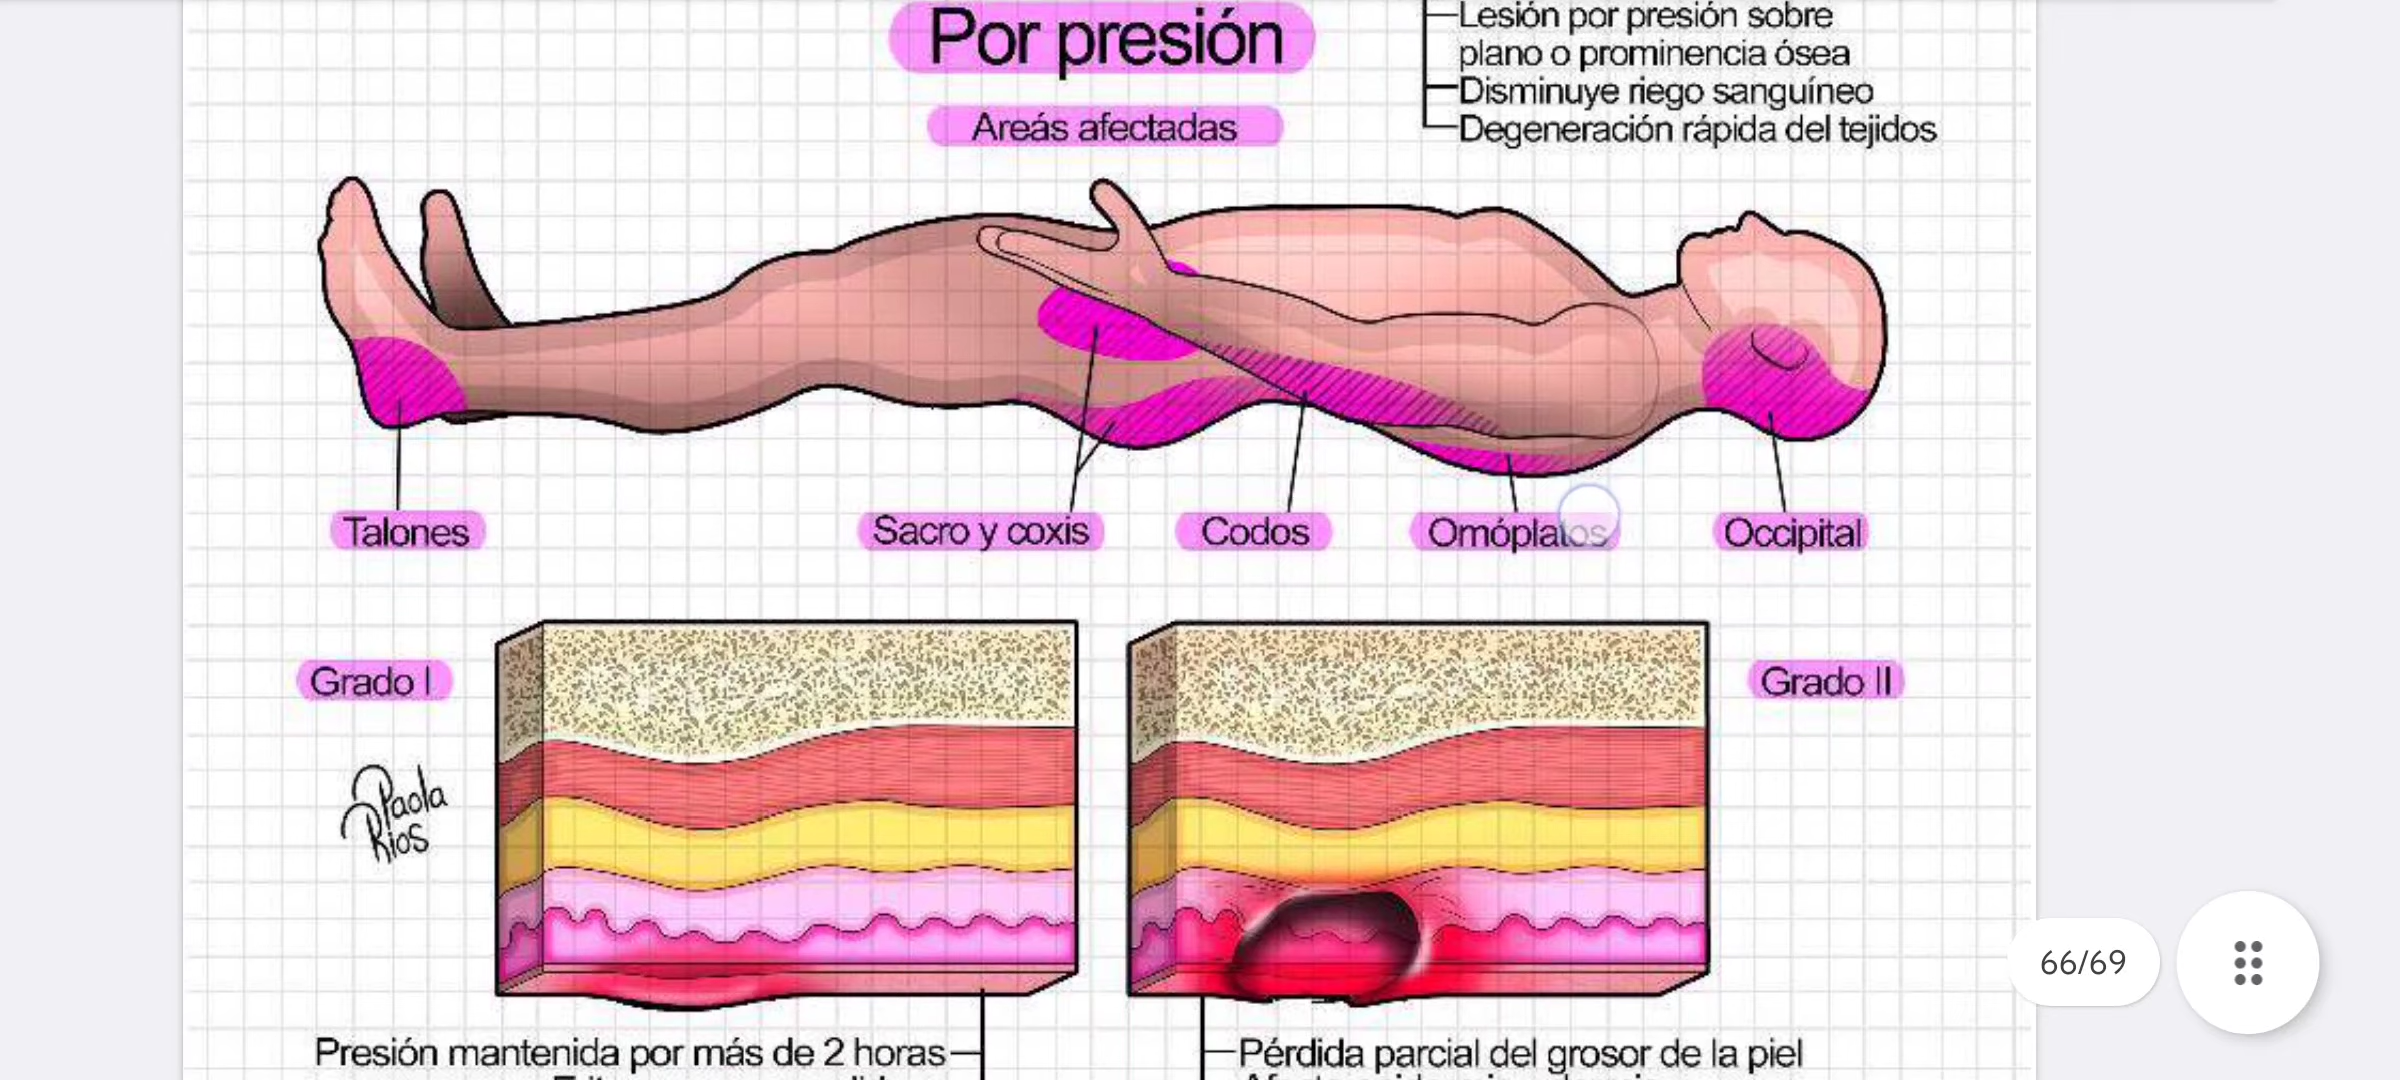 Por presión
Lesión por presión sobre
plano o prominencia ósea
Disminuye riego sanguíneo
Degeneración rápida del tejidos
Areás afectadas
Talones
Sacro y coxis
Codos
Omóplatos
Occipital
Grado I
Grado II
Paola
Rios
66/69
Presión mantenida por más de 2 horas
Pérdida parcial del grosor de la piel